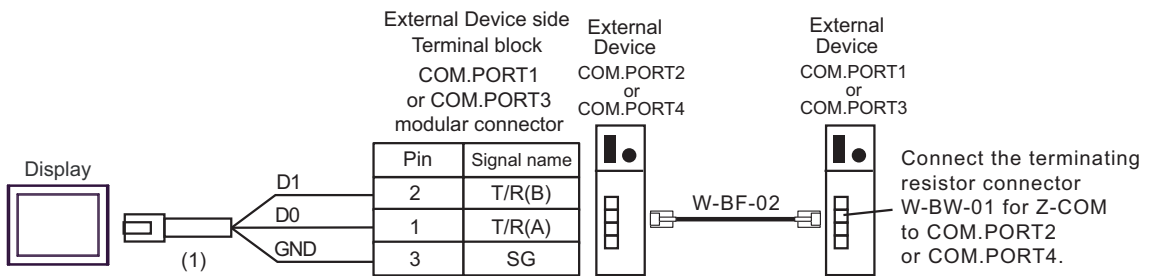 External Device side
Terminal block
COM.PORT1
or COM.PORT3
modular connector
External
Device
COM.PORT2
or
COM.PORT4
External
Device
COM.PORT1
or
COM.PORT3
Display
(1)
D1
D0
GND
Pin Signal name
2 T/R(B)
1 T/R(A)
3 SG
W-BF-02
Connect the terminating
resistor connector
W-BW-01 for Z-COM
to COM.PORT2
or COM.PORT4.